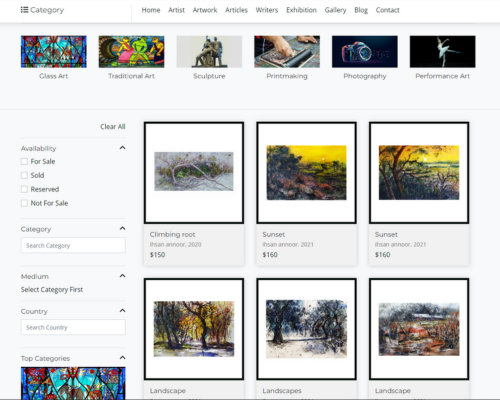 Category
Home Artist Artwork Articles Writers Exhibition Gallery Blog Contact
Glass Art Traditional Art Sculpture Printmaking Photography Performance Art
Clear All
Availability
For Sale
Sold
Reserved
Not For Sale
Category
Search Category
Medium
Select Category First
Country
Search Country
Top Categories
Climbing root
ihsan annoor, 2020
$150
Sunset
ihsan annoor, 2021
$160
Sunset
ihsan annoor, 2021
$160
Landscape
Landscapes
Landscape